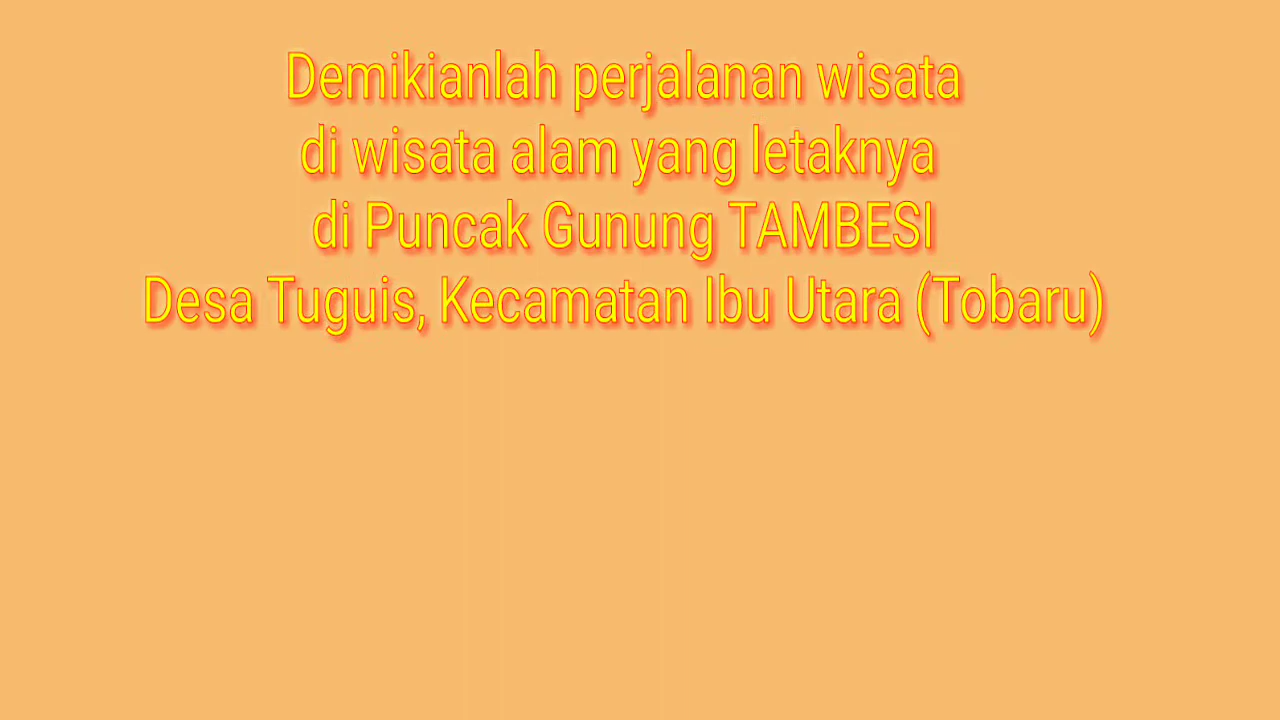 Demikianlah perjalanan wisata
di wisata alam yang letaknya
di Puncak Gunung TAMBESI
Desa Tuguis, Kecamatan Ibu Utara (Tobaru)